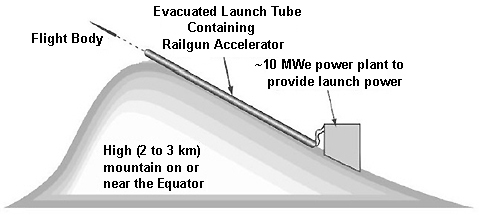 Evacuated Launch Tube
Containing
Railgun Accelerator
Flight Body
~10 MWe power plant to
provide launch power
High (2 to 3 km)
mountain on or
near the Equator